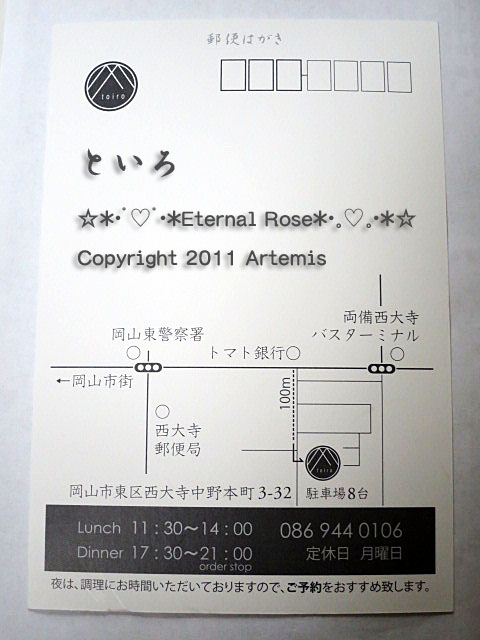 郵便はがき
toiro
といろ
☆*・゜♡゜・*Eternal Rose*・。♡。・*☆
Copyright 2011 Artemis
両備西大寺
バスターミナル
岡山東警察署
トマト銀行
←岡山市街
100m
西大寺
郵便局
toiro
岡山市東区西大寺中野本町3-32
駐車場8台
Lunch 11:30〜14:00
086 944 0106
Dinner 17:30〜21:00
order stop
定休日 月曜日
夜は、調理にお時間いただいておりますので、ご予約をおすすめ致します。